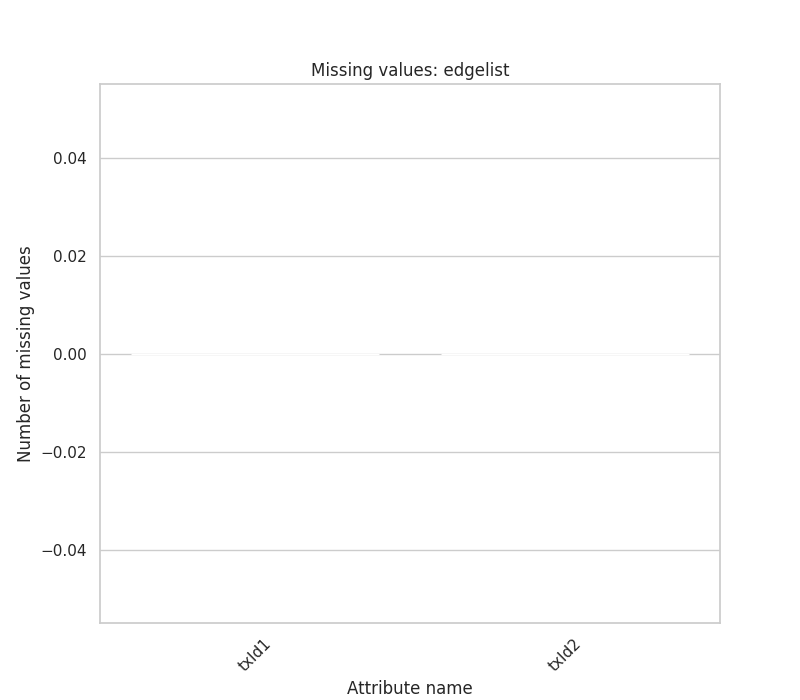 Missing values: edgelist
0.04
0.02
0.00
−0.02
−0.04
Number of missing values
txId1
txId2
Attribute name